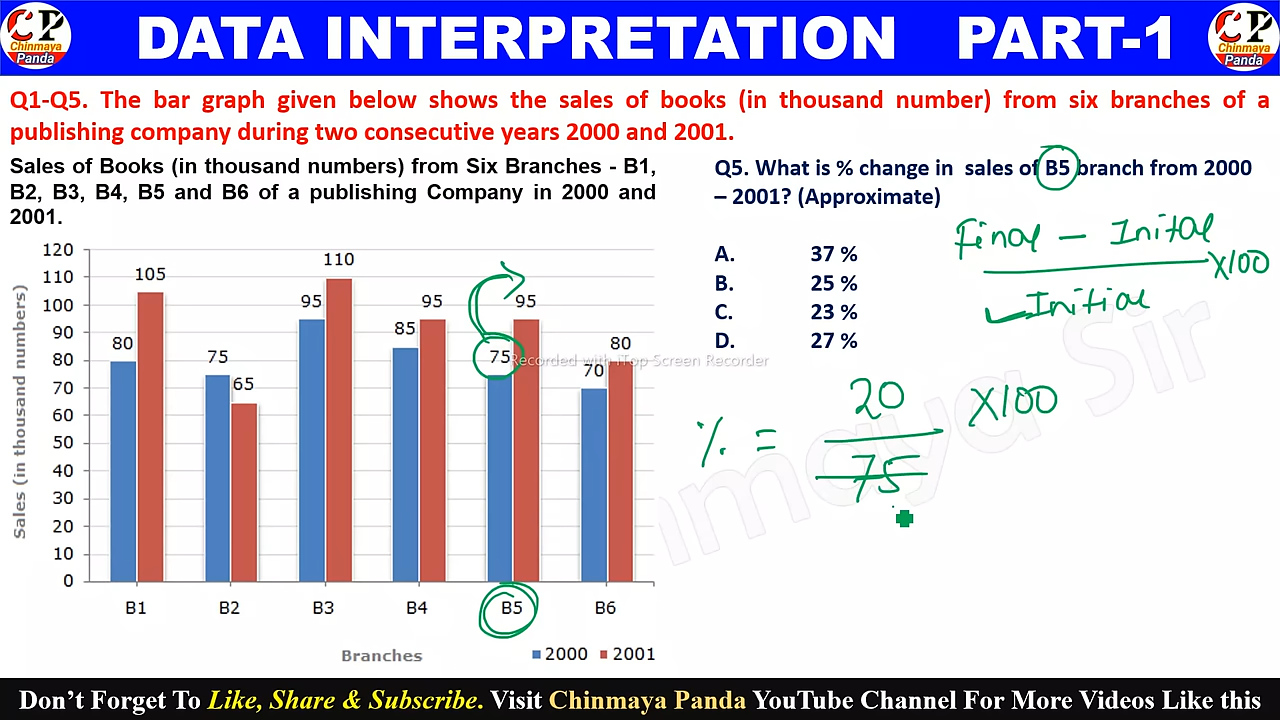 CP
Chinmaya
Panda
DATA INTERPRETATION PART-1
CP
Chinmaya
Panda
Q1-Q5. The bar graph given below shows the sales of books (in thousand number) from six branches of a
publishing company during two consecutive years 2000 and 2001.
Sales of Books (in thousand numbers) from Six Branches - B1,
B2, B3, B4, B5 and B6 of a publishing Company in 2000 and
2001.
Sales (in thousand numbers)
120
110
100
90
80
70
60
50
40
30
20
10
0
80
105
75
65
95
110
85
95
75
95
70
80
B1
B2
B3
B4
B5
B6
Branches
2000
2001
Q5. What is % change in sales of B5 branch from 2000
– 2001? (Approximate)
A. 37 %
B. 25 %
C. 23 %
D. 27 %
Final – Inital
X100
Initial
% = 20 X100
75
Recorded with iTop Screen Recorder
nmaya Sir
Don’t Forget To Like, Share & Subscribe. Visit Chinmaya Panda YouTube Channel For More Videos Like this